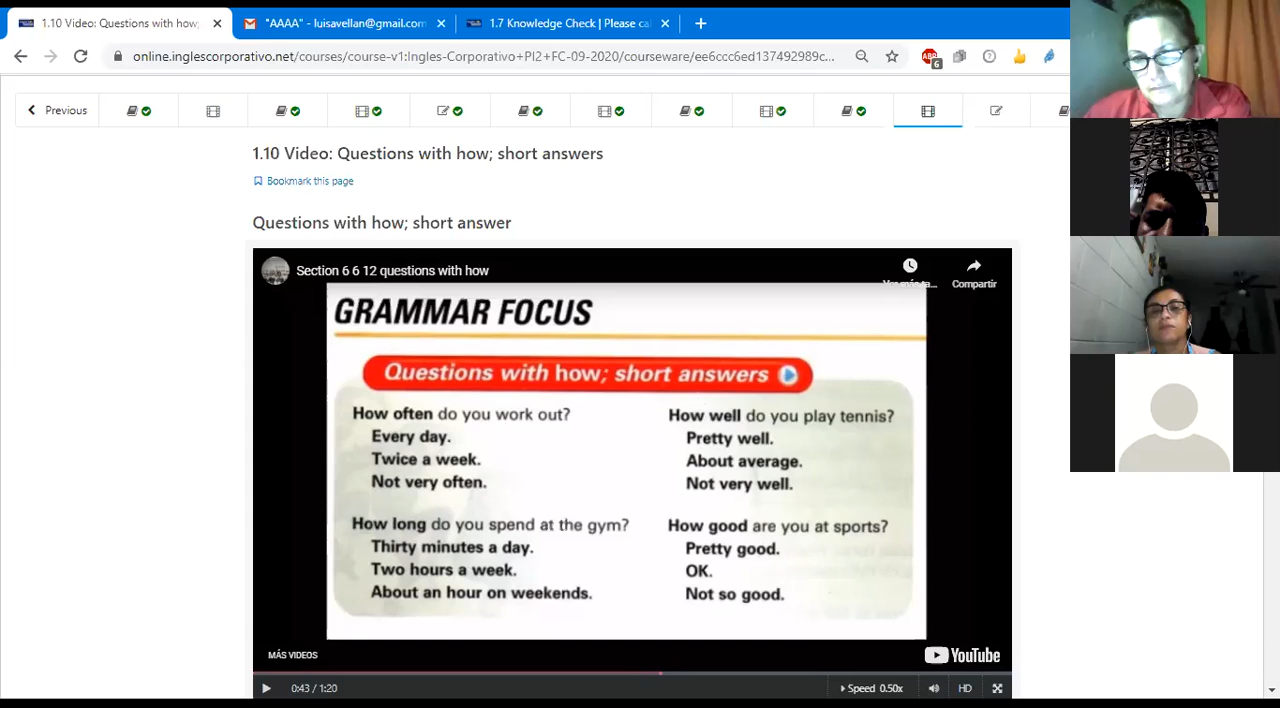 1.10 Video: Questions with how;
"AAAA" - luisavellan@gmail.com
1.7 Knowledge Check | Please ca
online.inglescorporativo.net/courses/course-v1:Ingles-Corporativo+PI2+FC-09-2020/courseware/ee6ccc6ed137492989c...
ABP
6
Previous
1.10 Video: Questions with how; short answers
Bookmark this page
Questions with how; short answer
Section 6 6 12 questions with how
Compartir
GRAMMAR FOCUS
Questions with how; short answers
How often do you work out?
Every day.
Twice a week.
Not very often.
How long do you spend at the gym?
Thirty minutes a day.
Two hours a week.
About an hour on weekends.
How well do you play tennis?
Pretty well.
About average.
Not very well.
How good are you at sports?
Pretty good.
OK.
Not so good.
MÁS VIDEOS
YouTube
0:43 / 1:20
Speed 0.50x
HD